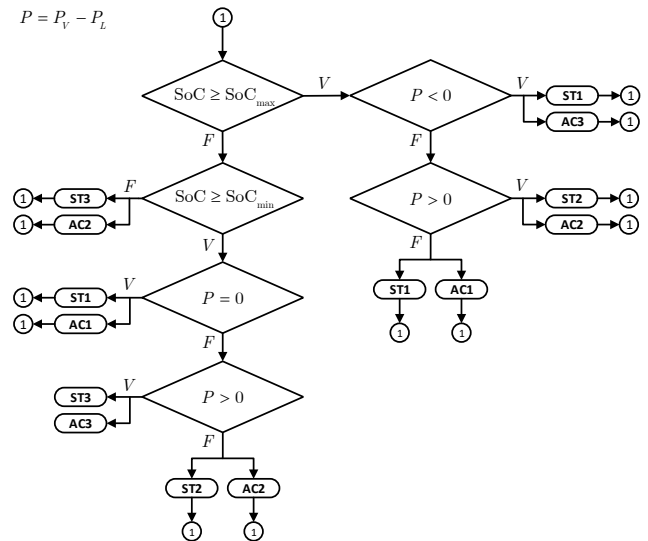 P = P_V − P_L
1
SoC ≥ SoC_max
V
P < 0
V
ST1
1
AC3
1
F
F
SoC ≥ SoC_min
F
ST3
1
AC2
1
P > 0
V
ST2
1
AC2
1
V
F
ST1
AC1
1
1
P = 0
V
ST1
1
AC1
1
F
P > 0
V
ST3
AC3
F
ST2
AC2
1
1